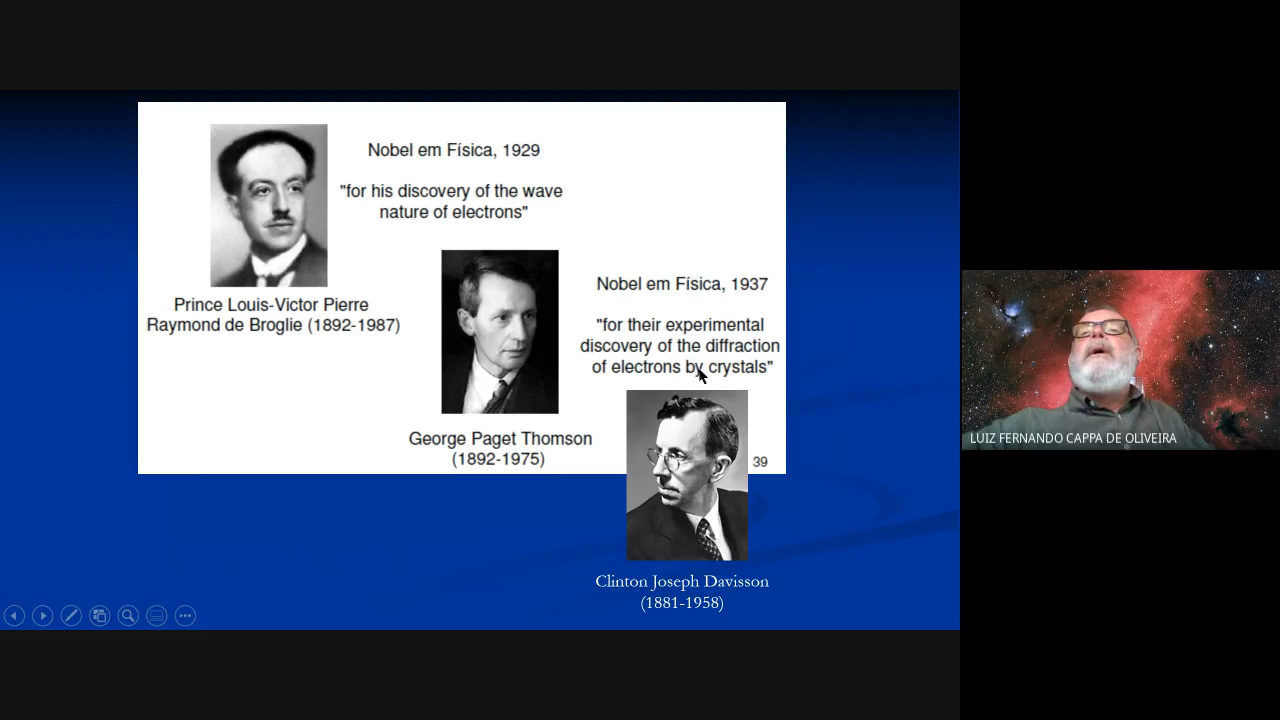 Nobel em Física, 1929
"for his discovery of the wave
nature of electrons"
Prince Louis-Victor Pierre
Raymond de Broglie (1892-1987)
Nobel em Física, 1937
"for their experimental
discovery of the diffraction
of electrons by crystals"
George Paget Thomson
(1892-1975)
39
Clinton Joseph Davisson
(1881-1958)
LUIZ FERNANDO CAPPA DE OLIVEIRA